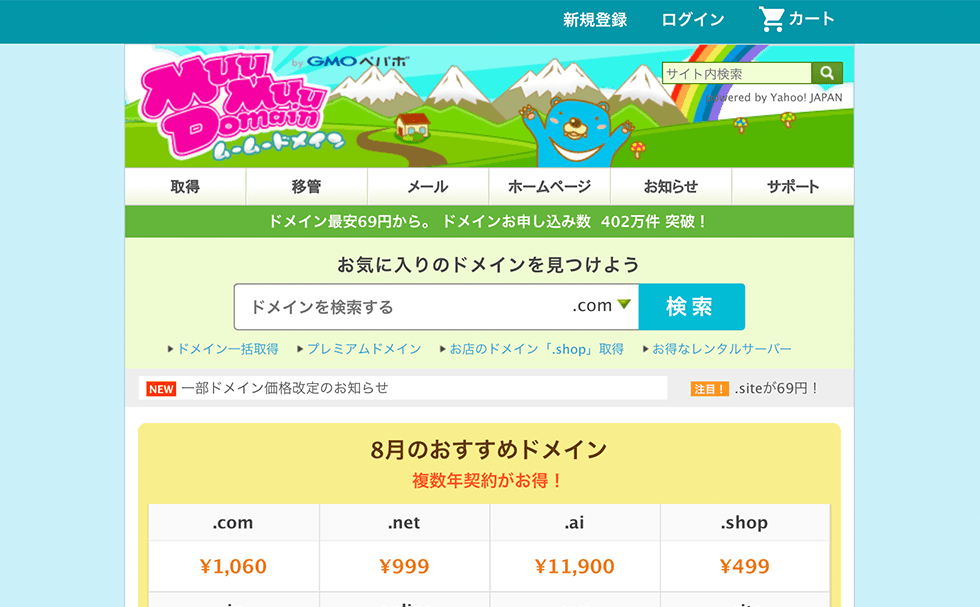 新規登録 ログイン カート
MuuMuu Domain
by GMOペパボ
ムームードメイン
サイト内検索
powered by Yahoo! JAPAN
取得 移管 メール ホームページ お知らせ サポート
ドメイン最安69円から。 ドメインお申し込み数 402万件 突破！
お気に入りのドメインを見つけよう
ドメインを検索する .com 検索
ドメイン一括取得 プレミアムドメイン お店のドメイン「.shop」取得 お得なレンタルサーバー
NEW 一部ドメイン価格改定のお知らせ 注目！ .siteが69円！
8月のおすすめドメイン
複数年契約がお得！
.com .net .ai .shop
¥1,060 ¥999 ¥11,900 ¥499